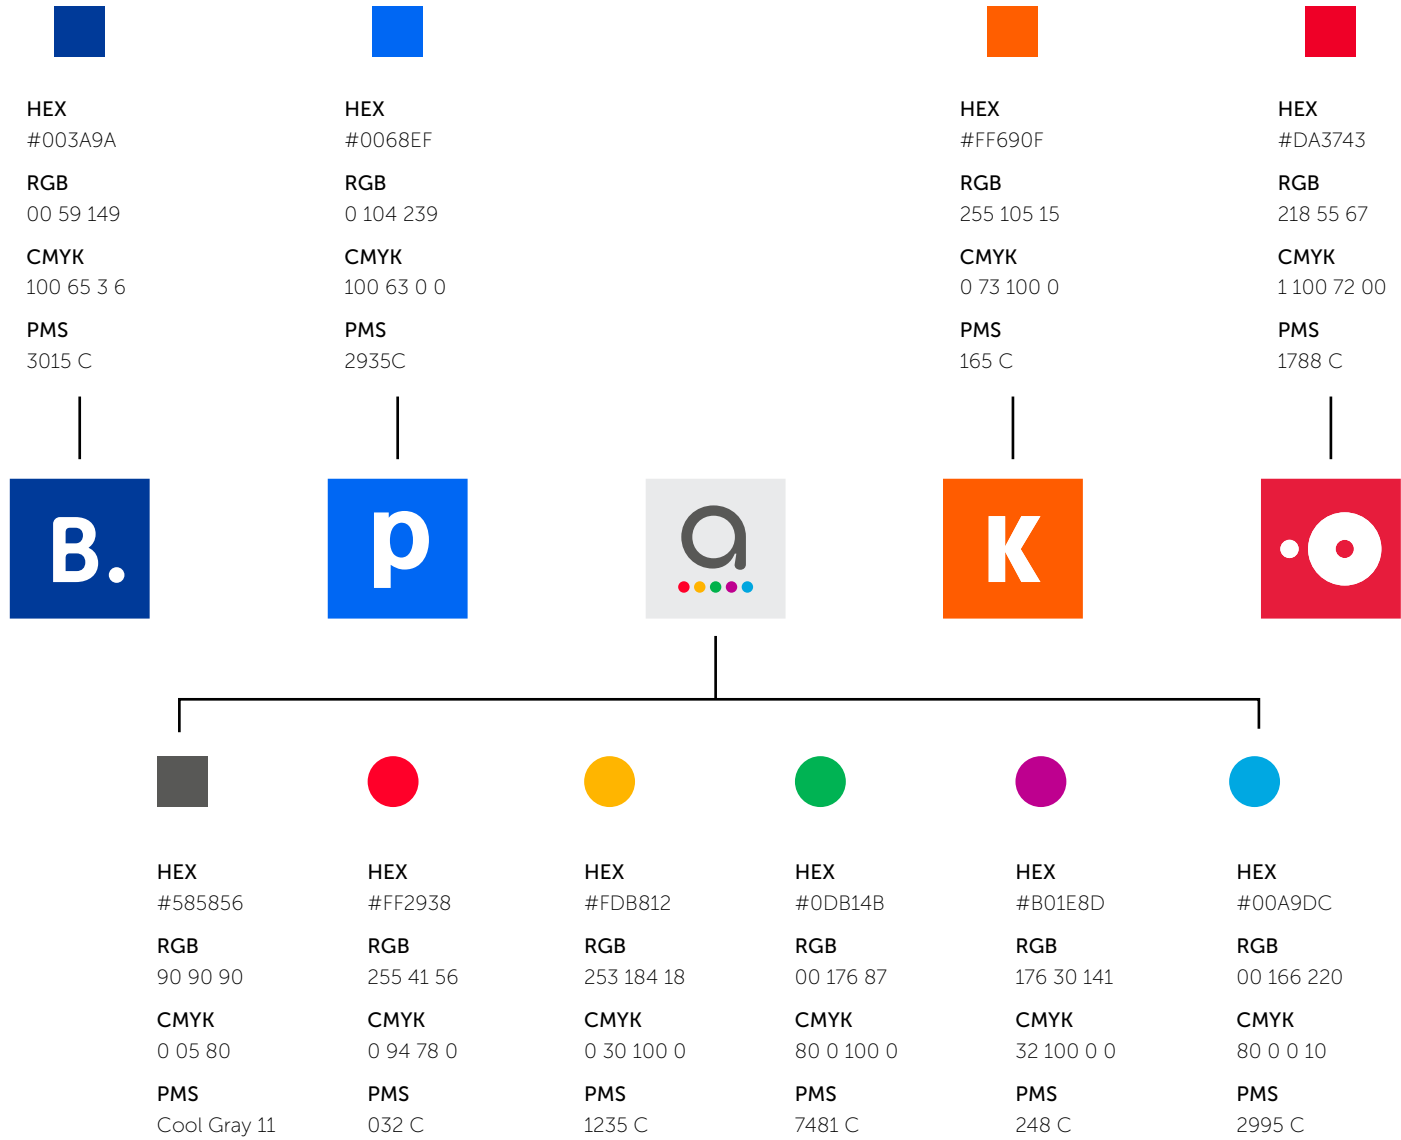 HEX
#003A9A
RGB
00 59 149
CMYK
100 65 3 6
PMS
3015 C
HEX
#0068EF
RGB
0 104 239
CMYK
100 63 0 0
PMS
2935C
HEX
#FF690F
RGB
255 105 15
CMYK
0 73 100 0
PMS
165 C
HEX
#DA3743
RGB
218 55 67
CMYK
1 100 72 00
PMS
1788 C
B.
p
a
K
HEX
#585856
RGB
90 90 90
CMYK
0 05 80
PMS
Cool Gray 11
HEX
#FF2938
RGB
255 41 56
CMYK
0 94 78 0
PMS
032 C
HEX
#FDB812
RGB
253 184 18
CMYK
0 30 100 0
PMS
1235 C
HEX
#0DB14B
RGB
00 176 87
CMYK
80 0 100 0
PMS
7481 C
HEX
#B01E8D
RGB
176 30 141
CMYK
32 100 0 0
PMS
248 C
HEX
#00A9DC
RGB
00 166 220
CMYK
80 0 0 10
PMS
2995 C